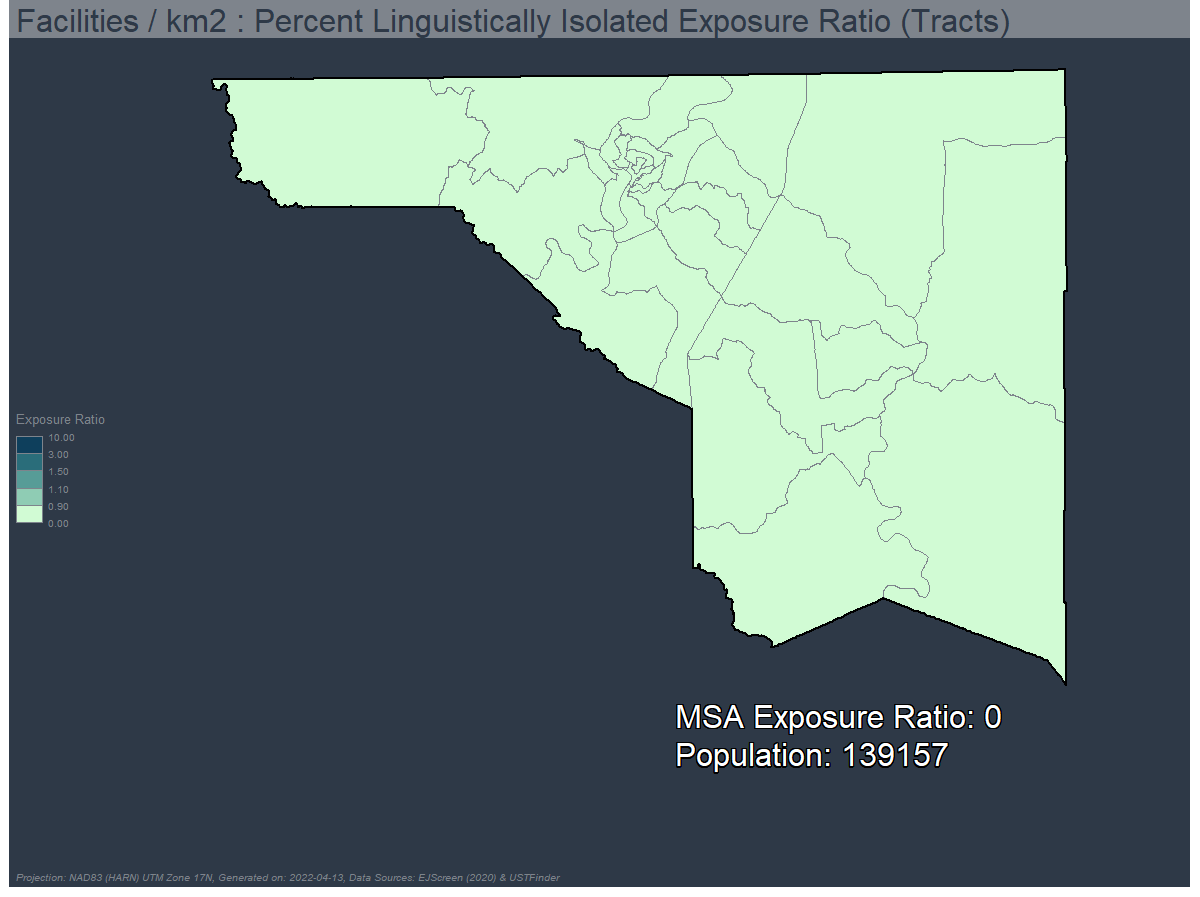 Facilities / km2 : Percent Linguistically Isolated Exposure Ratio (Tracts)
Exposure Ratio
10.00
3.00
1.50
1.10
0.90
0.00
MSA Exposure Ratio: 0
Population: 139157
Projection: NAD83 (HARN) UTM Zone 17N, Generated on: 2022-04-13, Data Sources: EJScreen (2020) & USTFinder